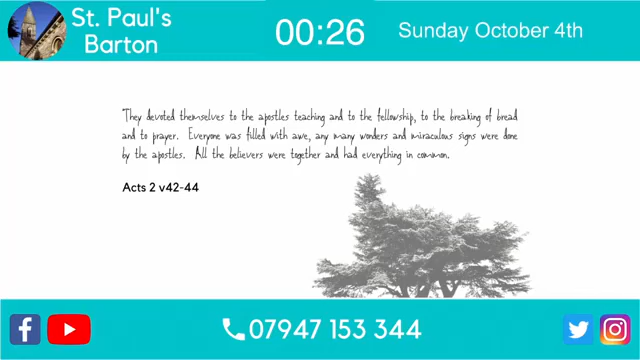 St. Paul's
Barton
00:26
Sunday October 4th
"They devoted themselves to the apostles teaching and to the fellowship, to the breaking of bread
and to prayer. Everyone was filled with awe, any many wonders and miraculous signs were done
by the apostles. All the believers were together and had everything in common.
Acts 2 v42-44
07947 153 344